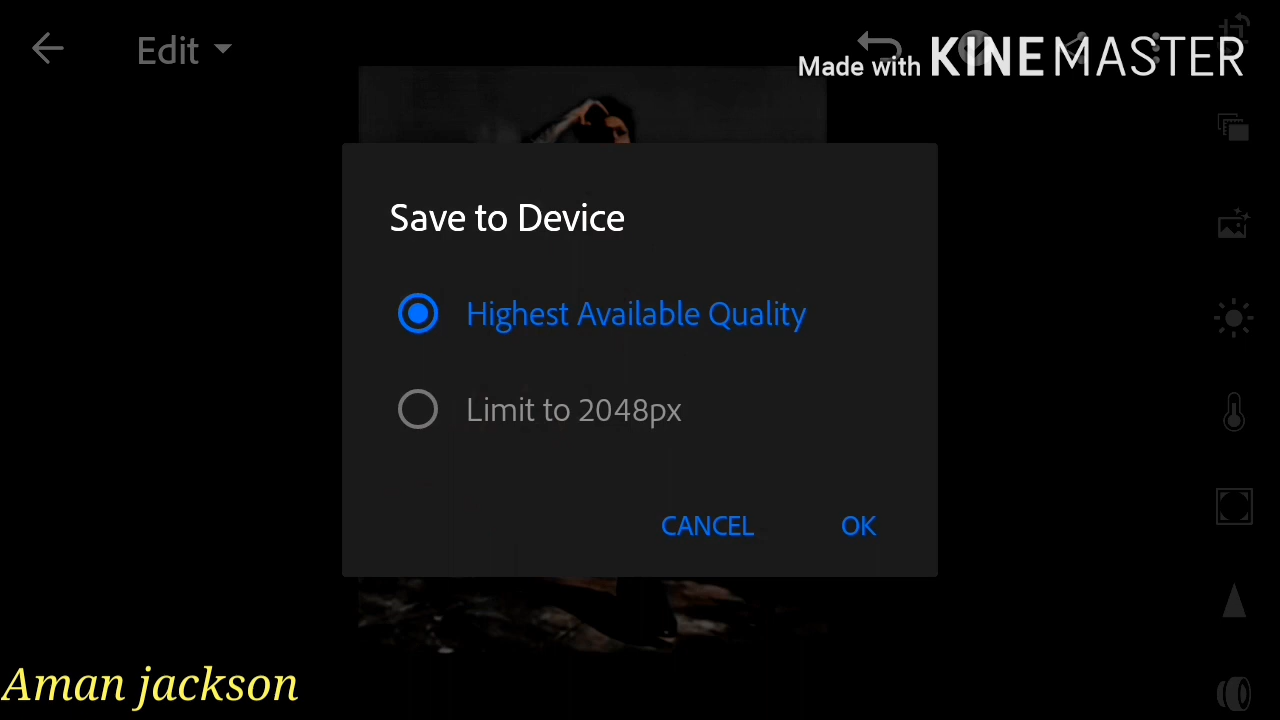 Edit
Made with KINEMASTER
Save to Device
Highest Available Quality
Limit to 2048px
CANCEL OK
Aman jackson